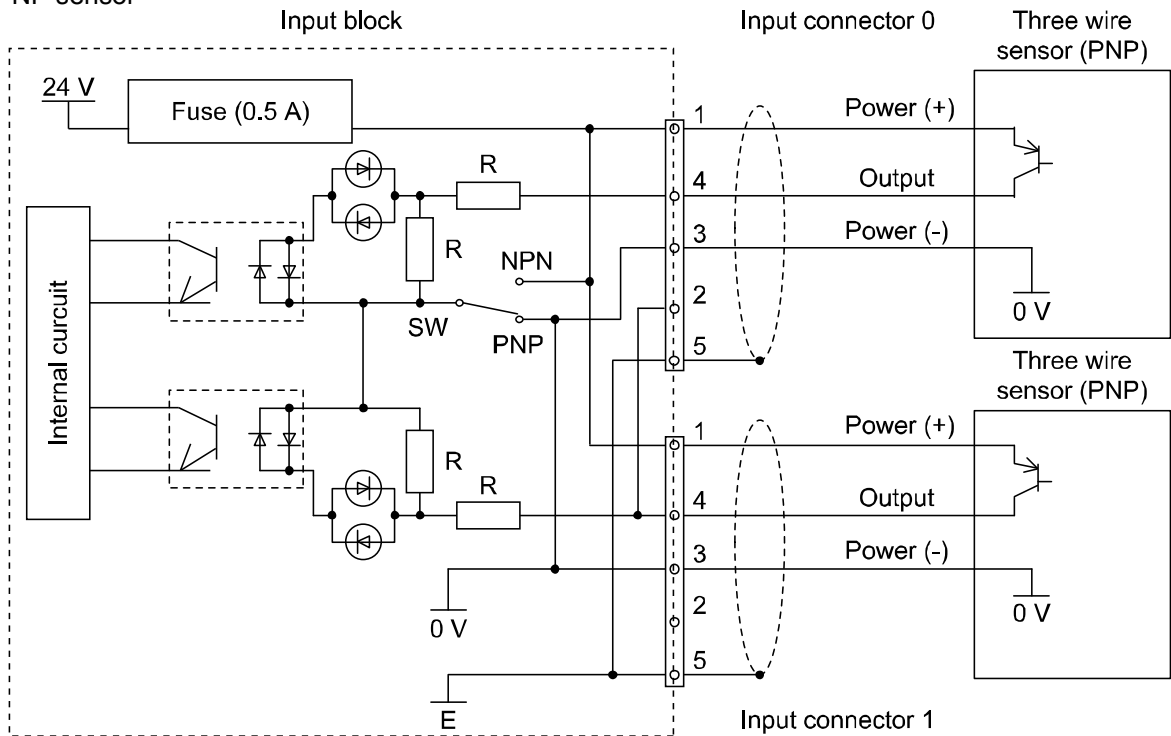 NP sensor
Input block
Input connector 0
Three wire
sensor (PNP)
24 V
Fuse (0.5 A)
1
Power (+)
R
4
Output
3
Power (-)
R
NPN
2
0 V
SW
PNP
5
Internal curcuit
Three wire
sensor (PNP)
1
Power (+)
R
R
4
Output
3
Power (-)
0 V
2
0 V
5
E
Input connector 1